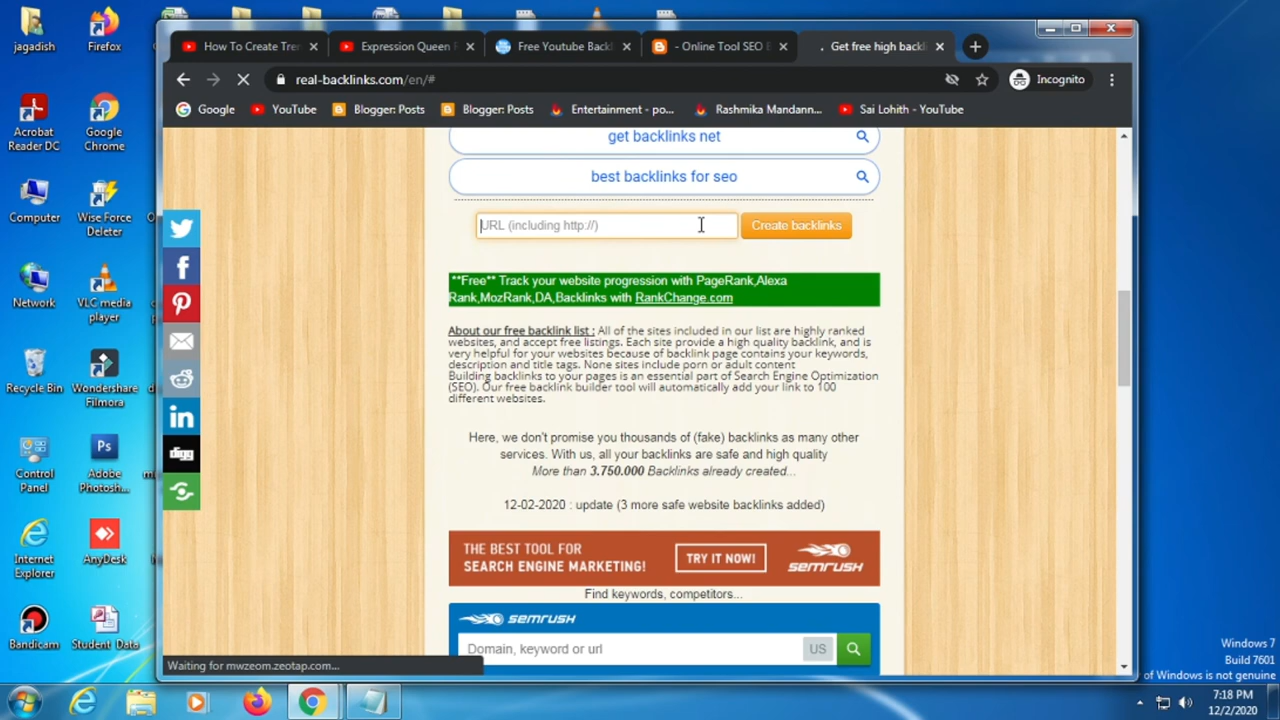 How To Create Tren
Expression Queen R
Free Youtube Back
- Online Tool SEO B
Get free high backli
real-backlinks.com/en/#
Incognito
Google
YouTube
Blogger: Posts
Blogger: Posts
Entertainment - po...
Rashmika Mandann...
Sai Lohith - YouTube
jagadish
Firefox
Acrobat
Reader DC
Google
Chrome
Computer
Wise Force
Deleter
Network
VLC media
player
Recycle Bin
Wondershare
Filmora
Control
Panel
Ps
Adobe
Photosh...
Internet
Explorer
AnyDesk
Bandicam
Student Data
get backlinks net
best backlinks for seo
URL (including http://)
Create backlinks
**Free** Track your website progression with PageRank,Alexa
Rank,MozRank,DA,Backlinks with RankChange.com
About our free backlink list : All of the sites included in our list are highly ranked
websites, and accept free listings. Each site provide a high quality backlink, and is
very helpful for your websites because of backlink page contains your keywords,
description and title tags. None sites include porn or adult content
Building backlinks to your pages is an essential part of Search Engine Optimization
(SEO). Our free backlink builder tool will automatically add your link to 100
different websites.
Here, we don't promise you thousands of (fake) backlinks as many other
services. With us, all your backlinks are safe and high quality
More than 3.750.000 Backlinks already created...
12-02-2020 : update (3 more safe website backlinks added)
THE BEST TOOL FOR
SEARCH ENGINE MARKETING!
TRY IT NOW!
SEMRUSH
Find keywords, competitors...
SEMRUSH
Domain, keyword or url
US
digg
in
Waiting for mwzeom.zeotap.com...
Windows 7
Build 7601
of Windows is not genuine
7:18 PM
12/2/2020